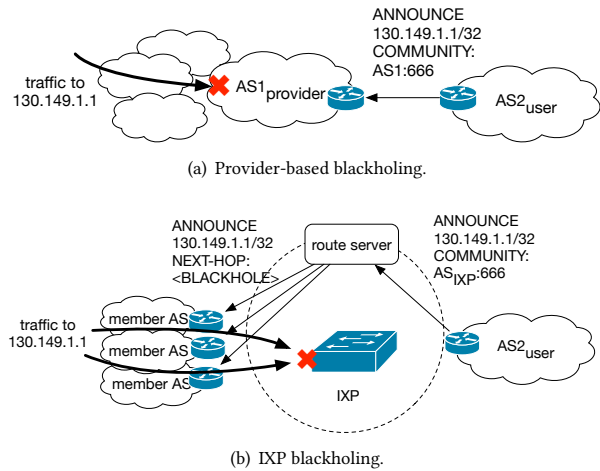 ANNOUNCE
130.149.1.1/32
COMMUNITY:
AS1:666
traffic to
130.149.1.1
AS1provider
AS2user
(a) Provider-based blackholing.
ANNOUNCE
130.149.1.1/32
NEXT-HOP:
<BLACKHOLE>
route server
ANNOUNCE
130.149.1.1/32
COMMUNITY:
ASIXP:666
traffic to
130.149.1.1
member AS
member AS
member AS
IXP
AS2user
(b) IXP blackholing.